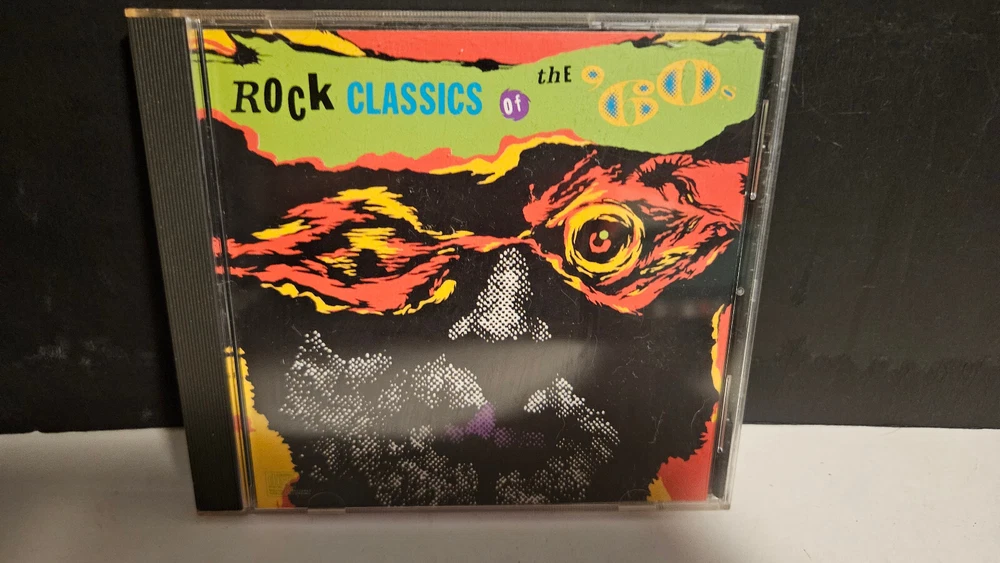 ROCK CLASSICS of thE '60s